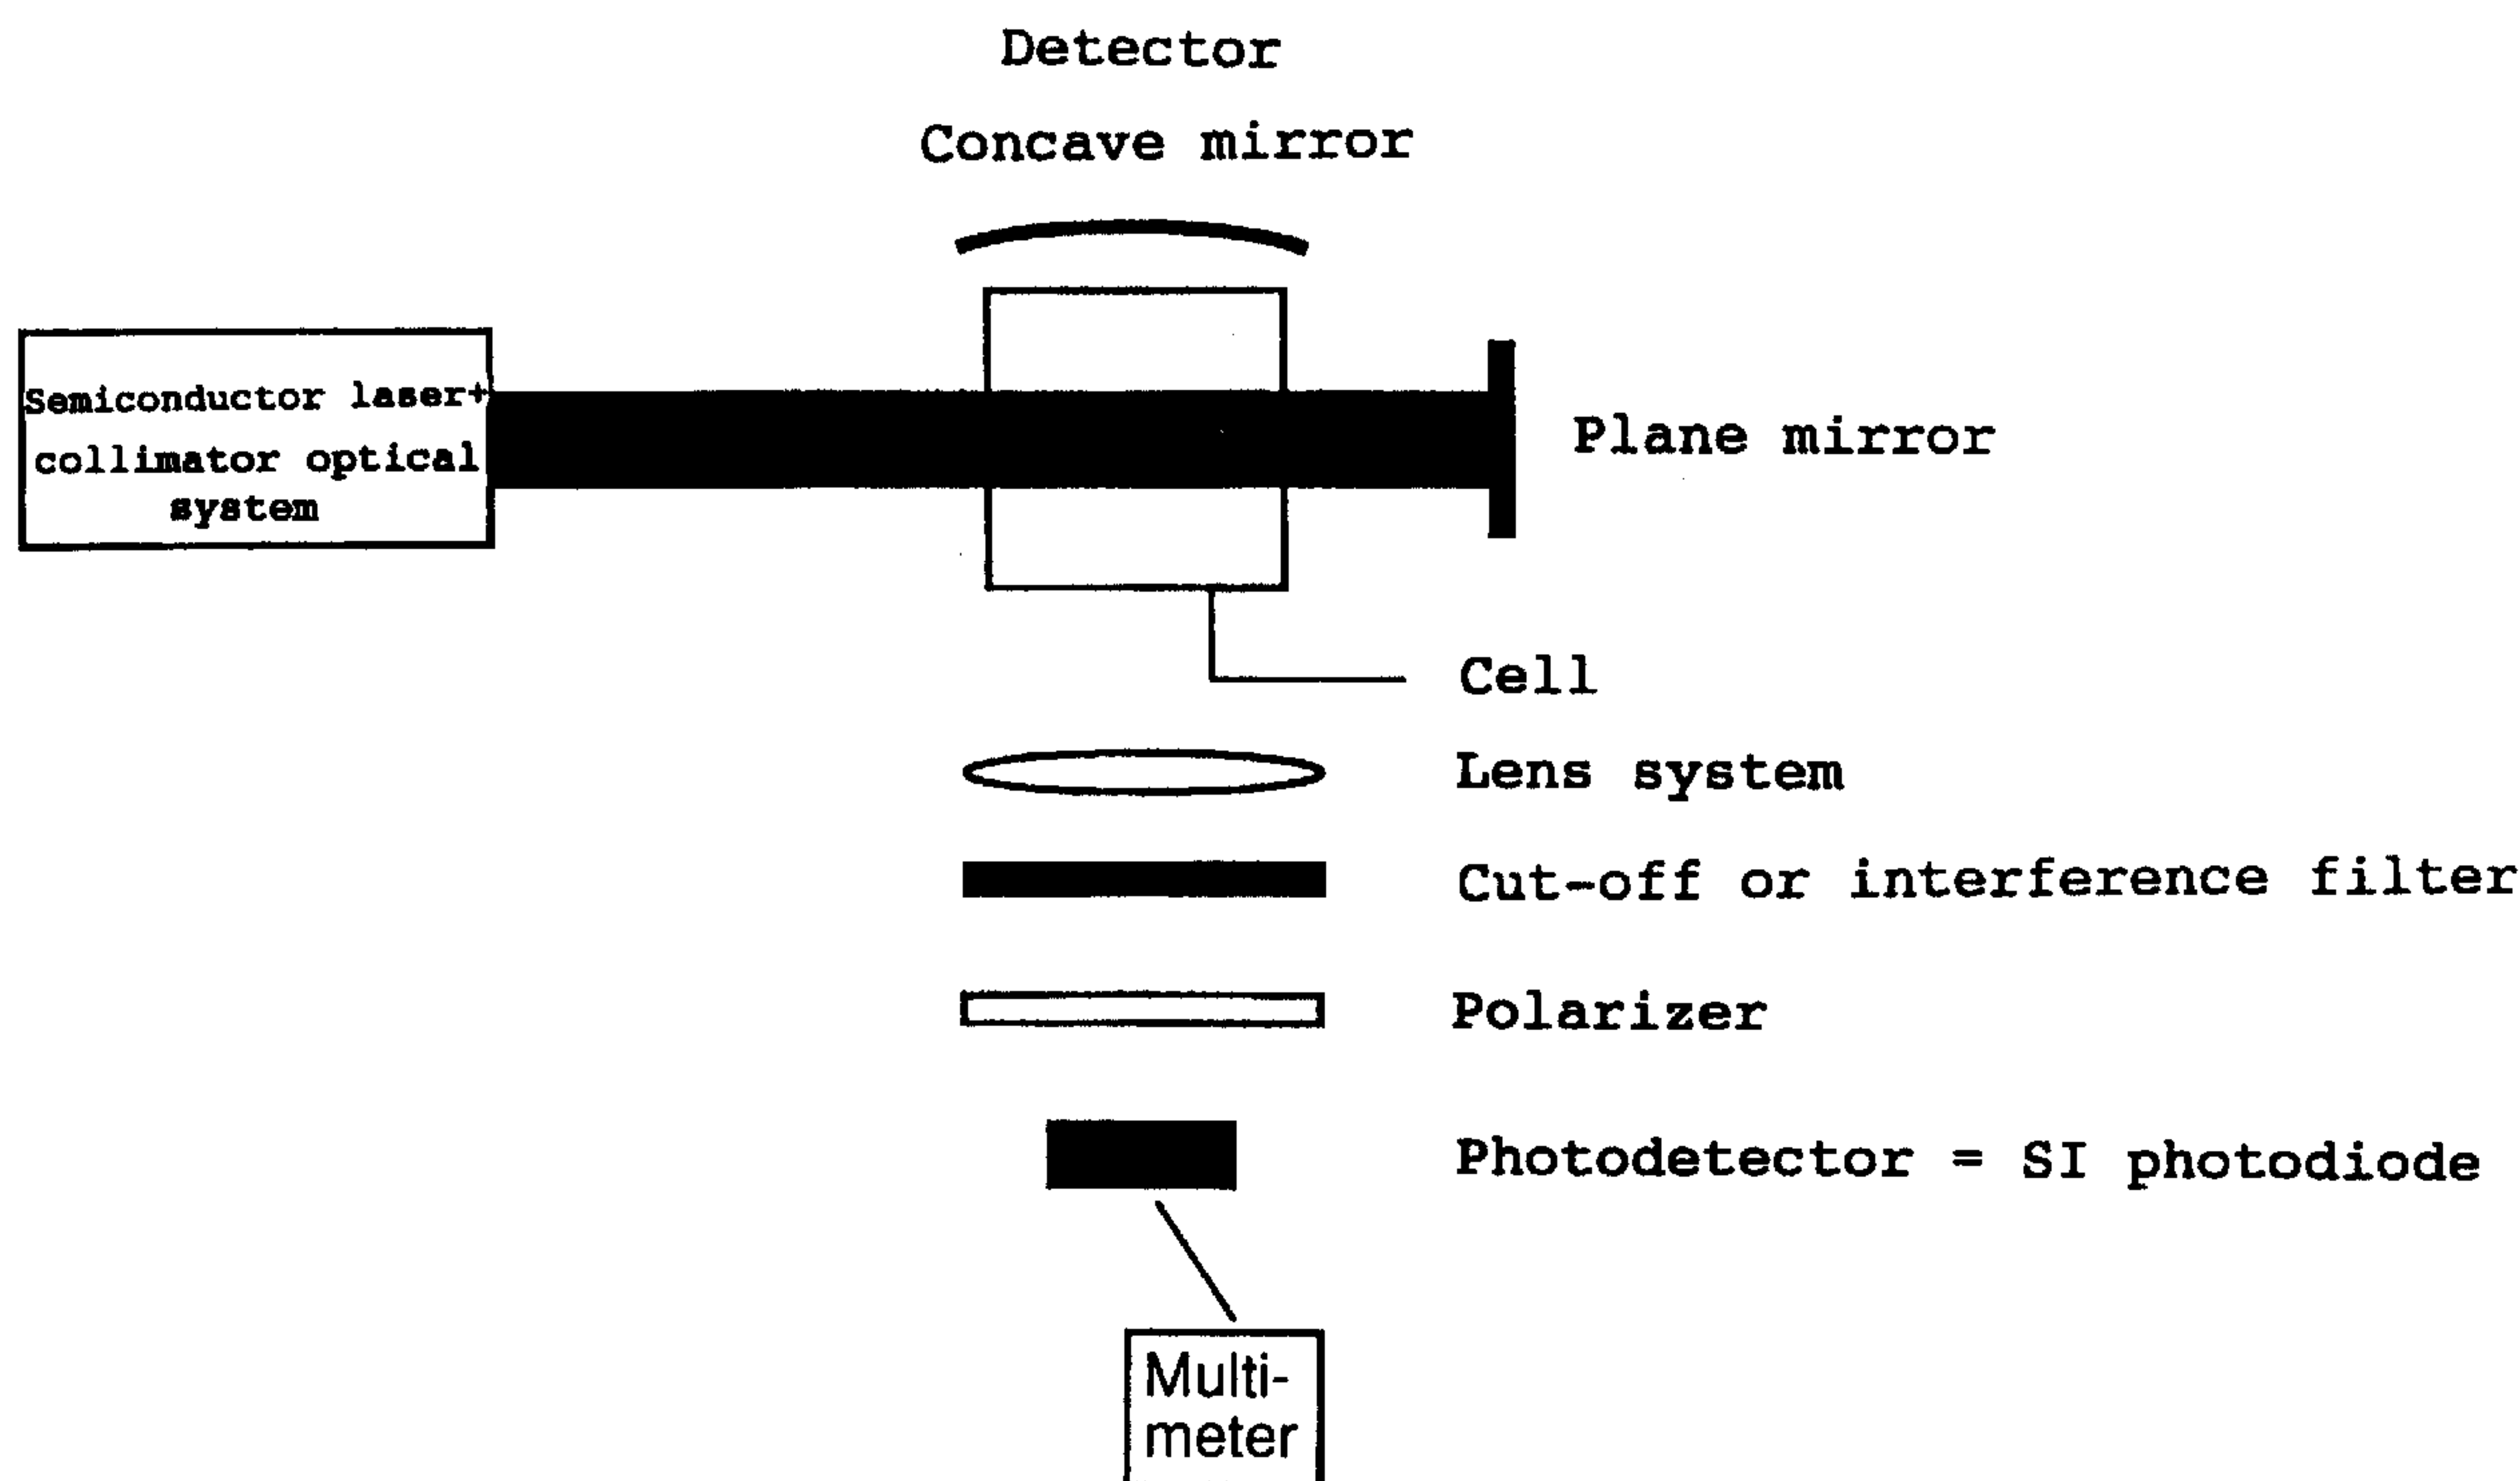 Detector
Concave mirror
Semiconductor laser+
collimator optical
system
Plane mirror
Cell
Lens system
Cut-off or interference filter
Polarizer
Photodetector = SI photodiode
Multi-
meter